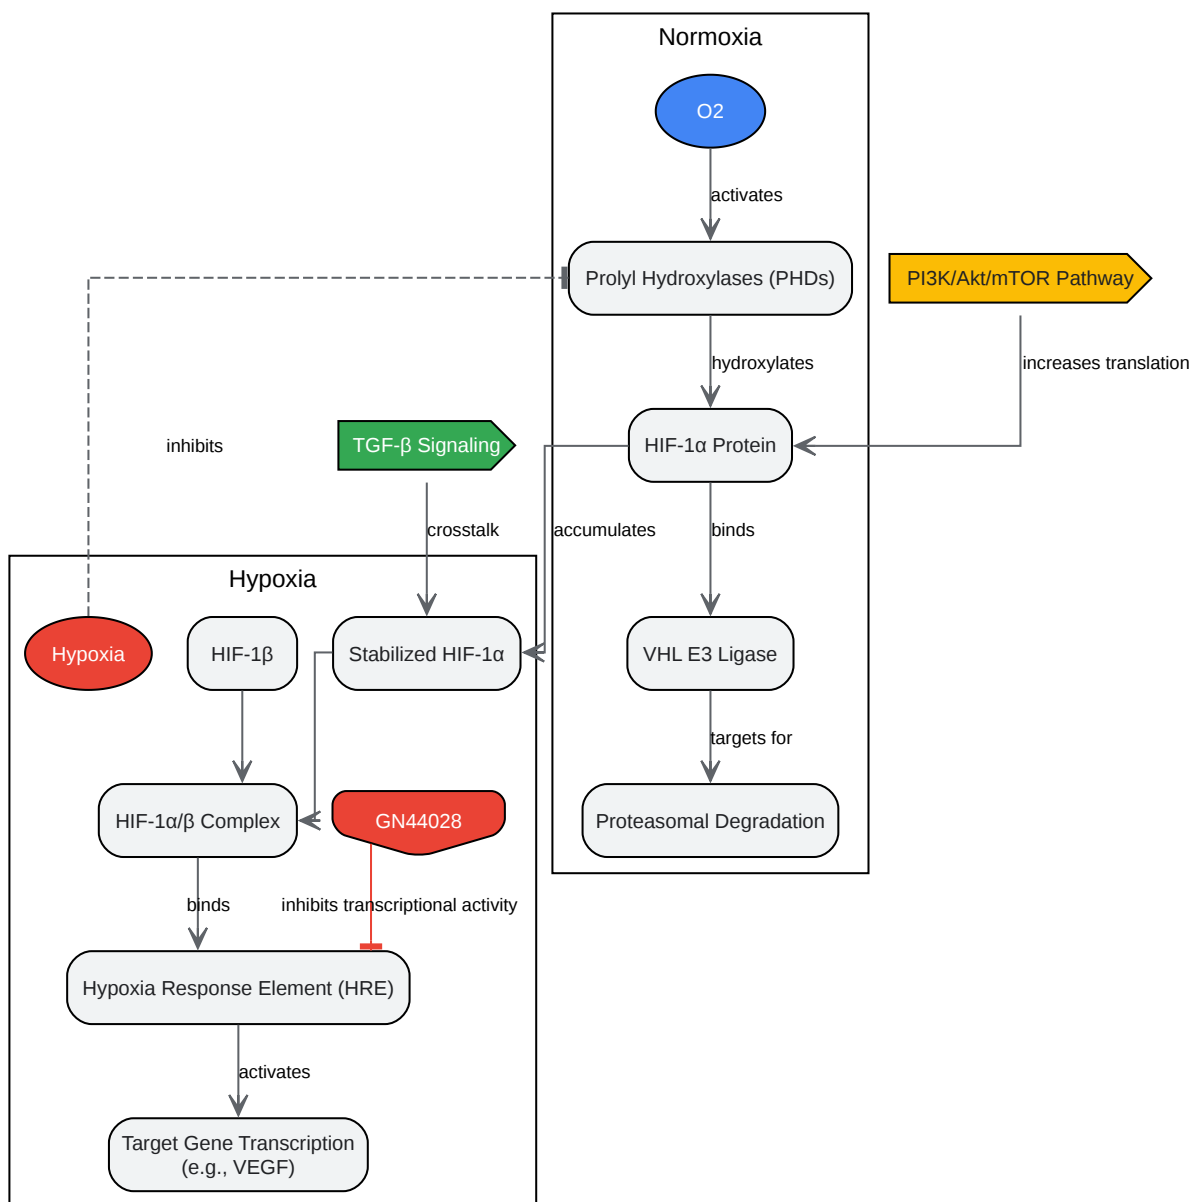 Normoxia
O2
activates
Prolyl Hydroxylases (PHDs)
PI3K/Akt/mTOR Pathway
hydroxylates
increases translation
inhibits
TGF-β Signaling
HIF-1α Protein
crosstalk
accumulates
binds
Hypoxia
Hypoxia
HIF-1β
Stabilized HIF-1α
VHL E3 Ligase
targets for
HIF-1α/β Complex
GN44028
Proteasomal Degradation
binds
inhibits transcriptional activity
Hypoxia Response Element (HRE)
activates
Target Gene Transcription
(e.g., VEGF)